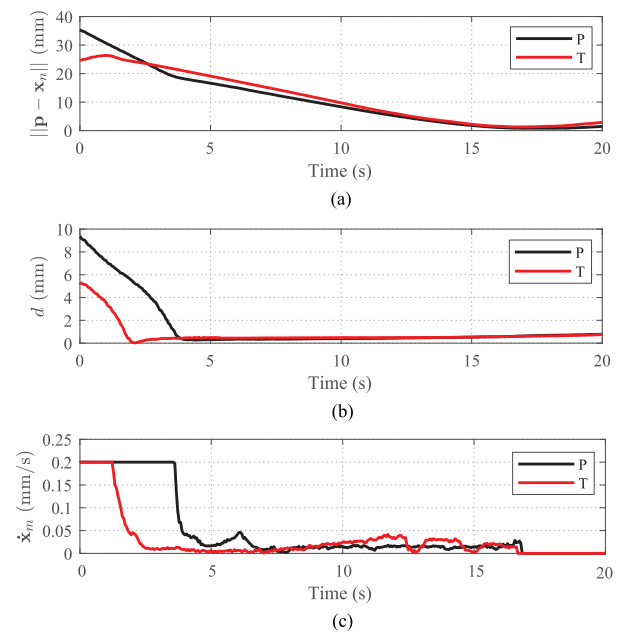 40
30
20
10
0
||p − xₙ|| (mm)
P
T
0 5 10 15 20
Time (s)
(a)
10
8
6
4
2
0
d (mm)
P
T
0 5 10 15 20
Time (s)
(b)
0.25
0.2
0.15
0.1
0.05
0
ẋₘ (mm/s)
P
T
0 5 10 15 20
Time (s)
(c)